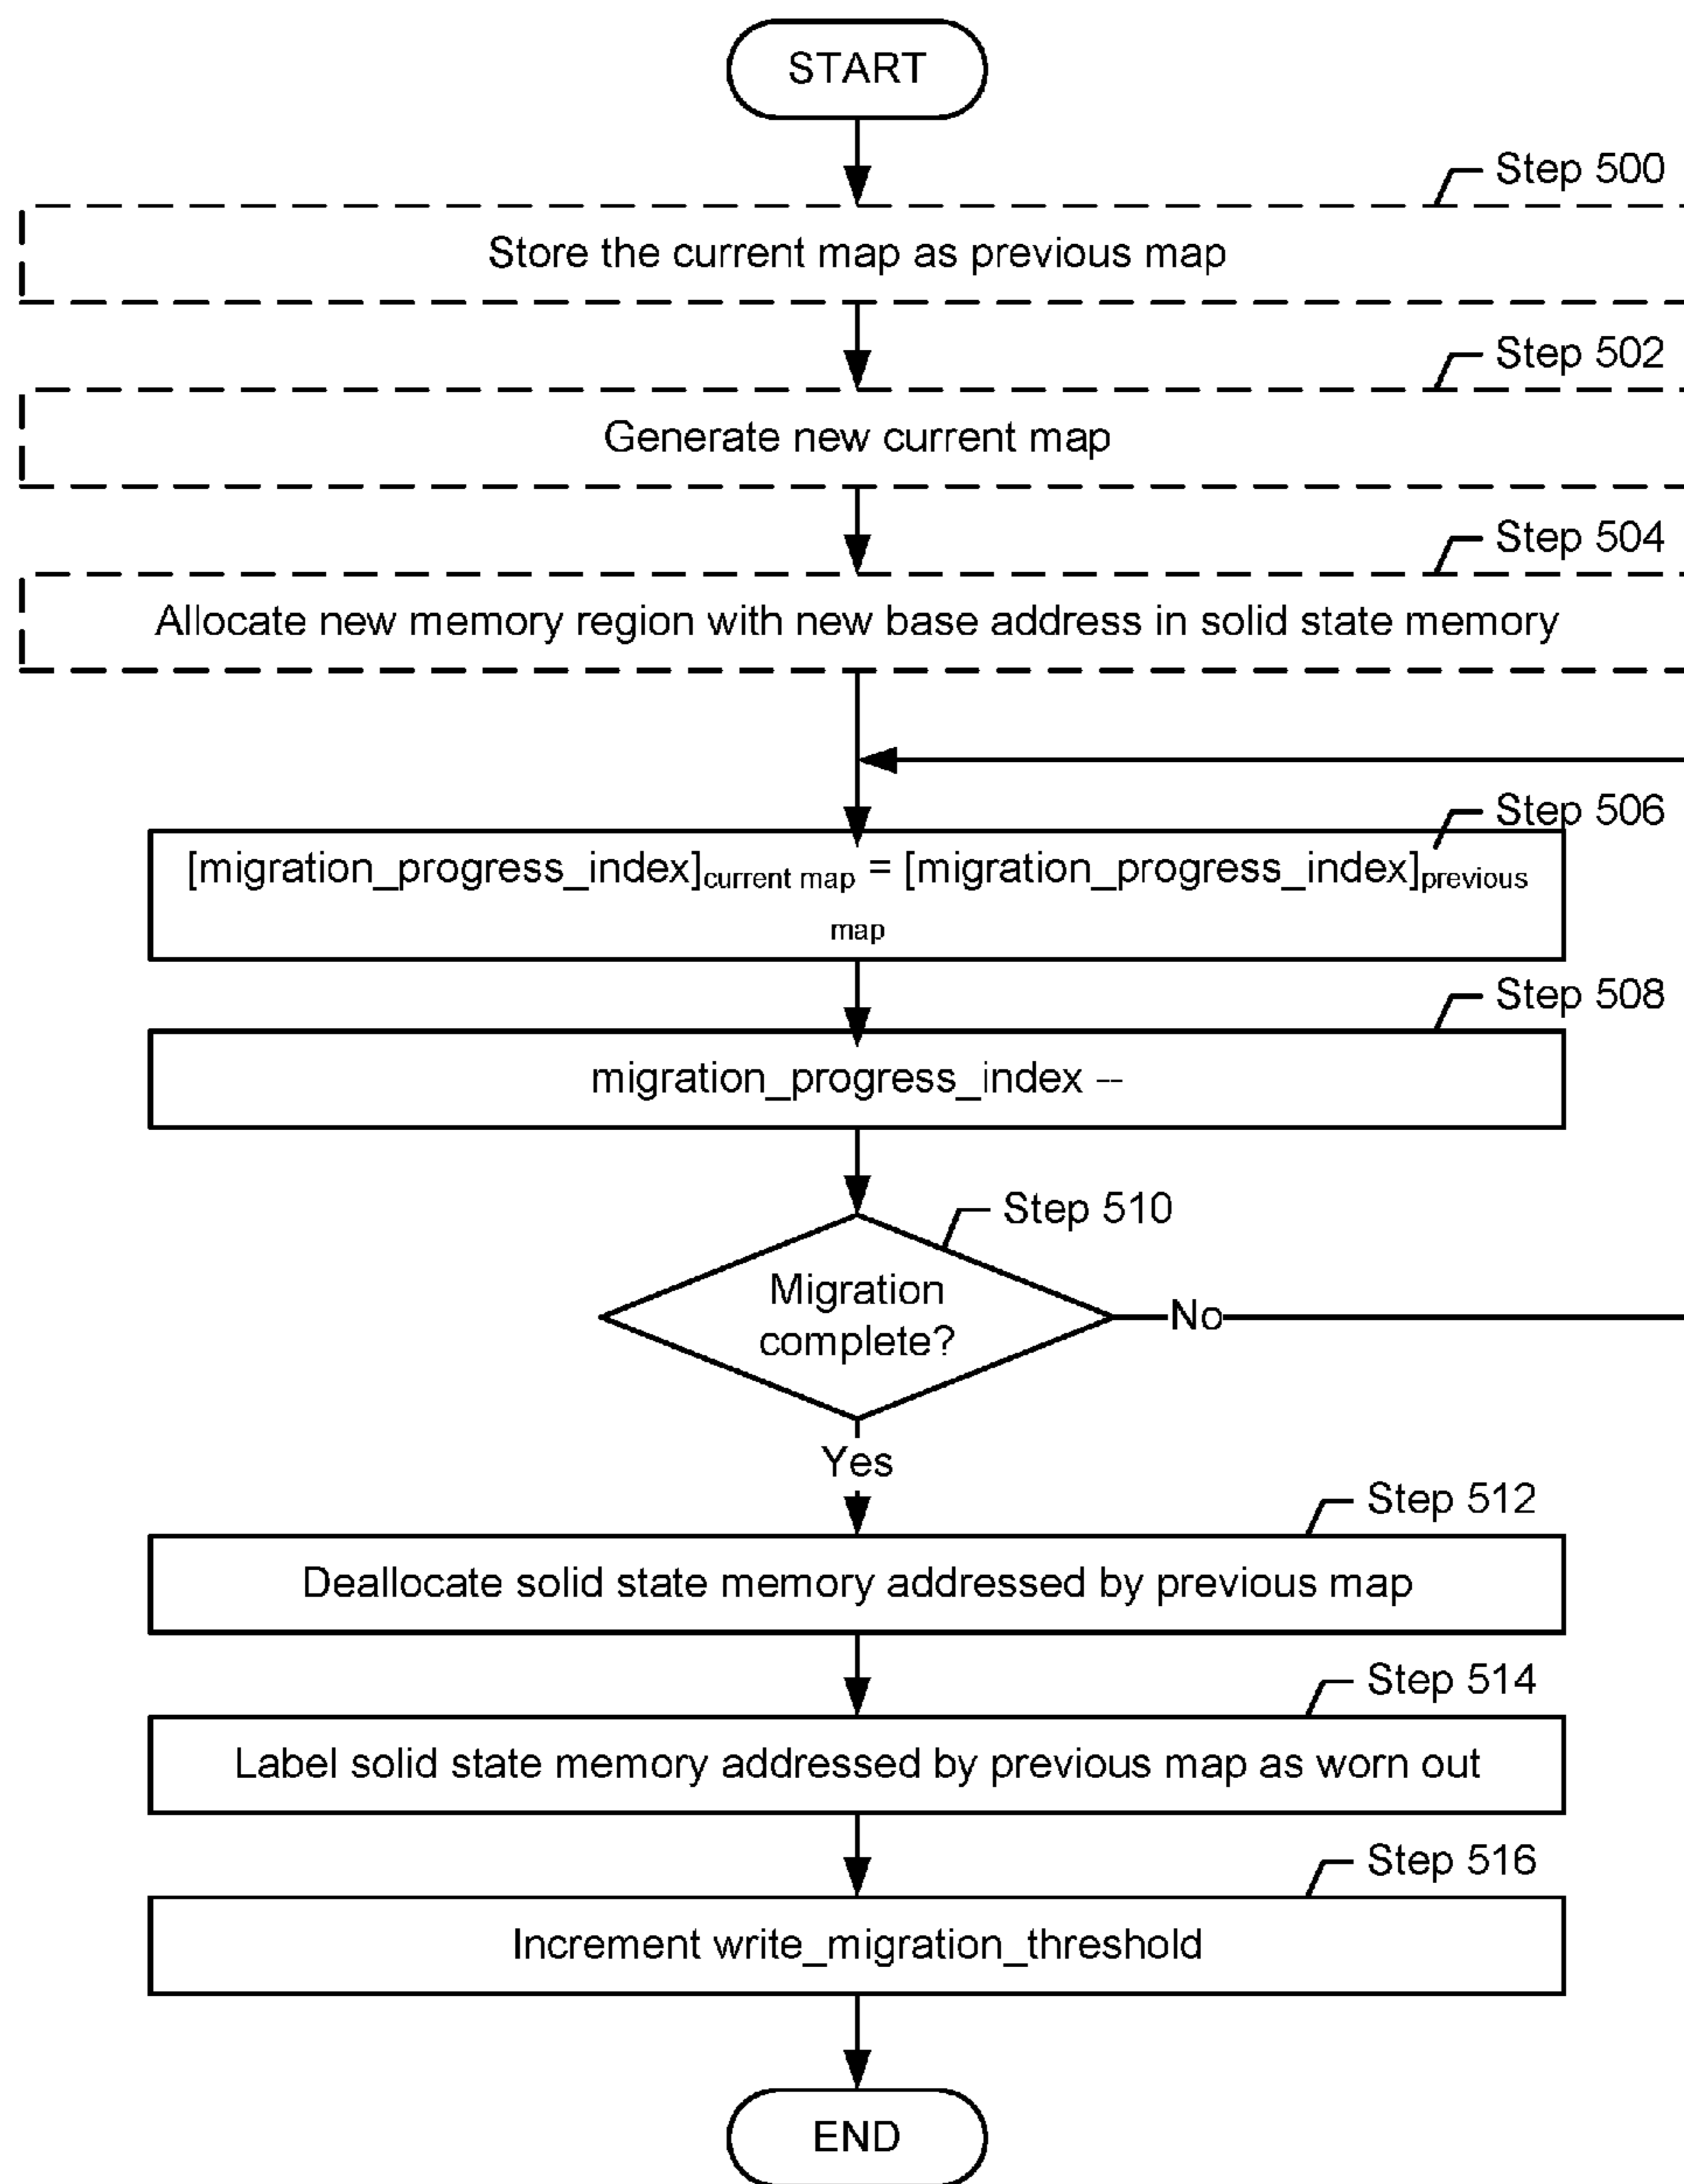 START
Step 500
Store the current map as previous map
Step 502
Generate new current map
Step 504
Allocate new memory region with new base address in solid state memory
Step 506
[migration_progress_index]current map = [migration_progress_index]previous
map
Step 508
migration_progress_index --
Step 510
Migration
complete?
No
Yes
Step 512
Deallocate solid state memory addressed by previous map
Step 514
Label solid state memory addressed by previous map as worn out
Step 516
Increment write_migration_threshold
END